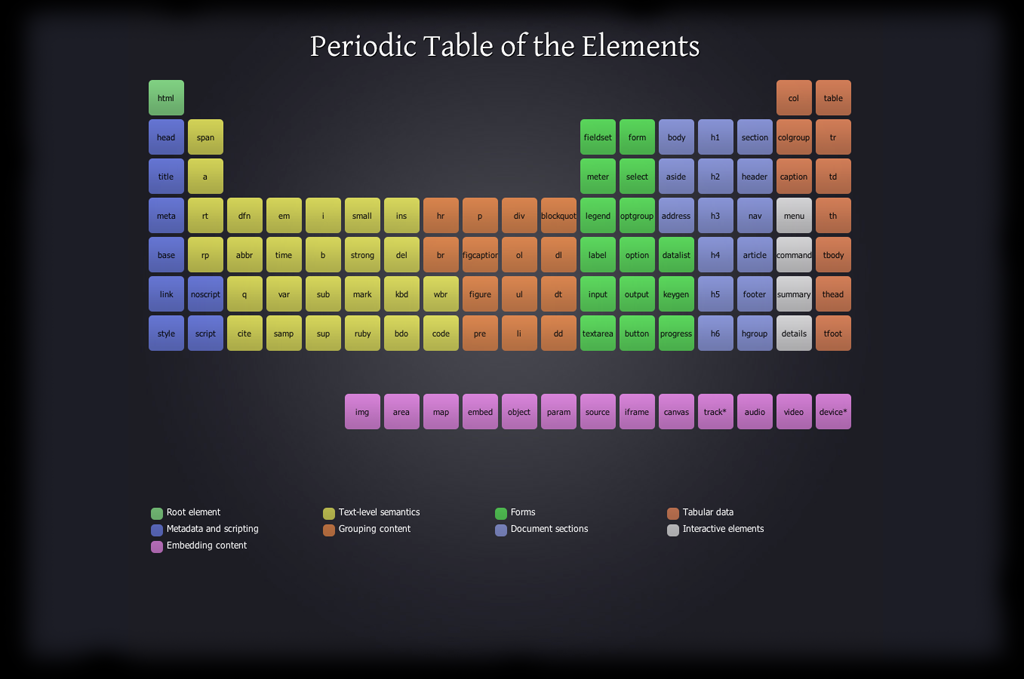 Periodic Table of the Elements
html col table
head span fieldset form body h1 section colgroup tr
title a meter select aside h2 header caption td
meta rt dfn em i small ins hr p div blockquot legend optgroup address h3 nav menu th
base rp abbr time b strong del br figcaption ol dl label option datalist h4 article command tbody
link noscript q var sub mark kbd wbr figure ul dt input output keygen h5 footer summary thead
style script cite samp sup ruby bdo code pre li dd textarea button progress h6 hgroup details tfoot
img area map embed object param source iframe canvas track* audio video device*
Root element Text-level semantics Forms Tabular data
Metadata and scripting Grouping content Document sections Interactive elements
Embedding content